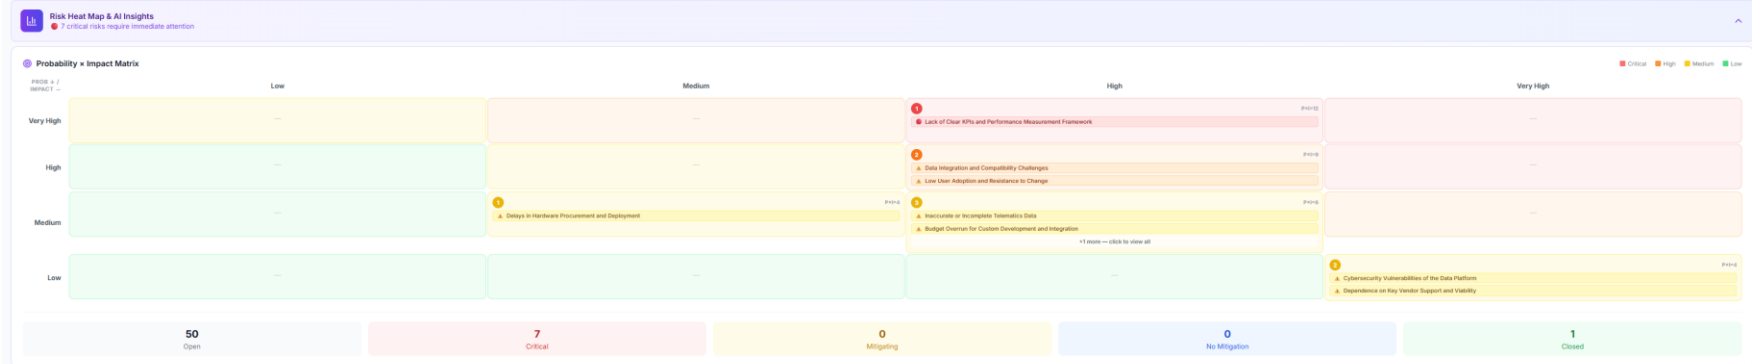 Risk Heat Map & AI Insights
7 critical risks require immediate attention
Probability × Impact Matrix
Critical High Medium Low
PROB ↓ /
IMPACT →
Low Medium High Very High
Very High
—
—
1
P×I=12
Lack of Clear KPIs and Performance Measurement Framework
—
High
—
—
2
P×I=9
Data Integration and Compatibility Challenges
Low User Adoption and Resistance to Change
—
Medium
—
1
P×I=4
Delays in Hardware Procurement and Deployment
3
P×I=6
Inaccurate or Incomplete Telematics Data
Budget Overrun for Custom Development and Integration
+1 more — click to view all
—
Low
—
—
—
2
P×I=4
Cybersecurity Vulnerabilities of the Data Platform
Dependence on Key Vendor Support and Viability
50
Open
7
Critical
0
Mitigating
0
No Mitigation
1
Closed